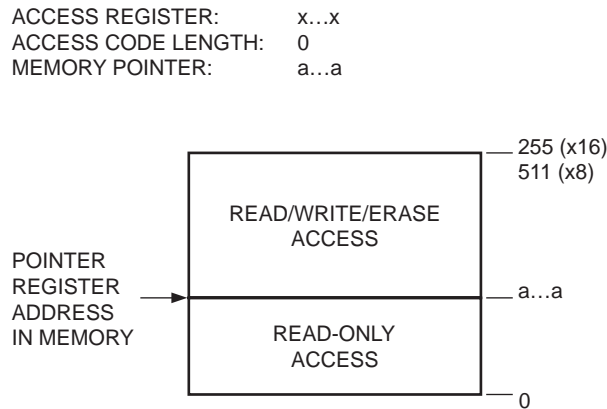 ACCESS REGISTER: x…x
ACCESS CODE LENGTH: 0
MEMORY POINTER: a…a
255 (x16)
511 (x8)
READ/WRITE/ERASE
ACCESS
POINTER
REGISTER
ADDRESS
IN MEMORY
a…a
READ-ONLY
ACCESS
0